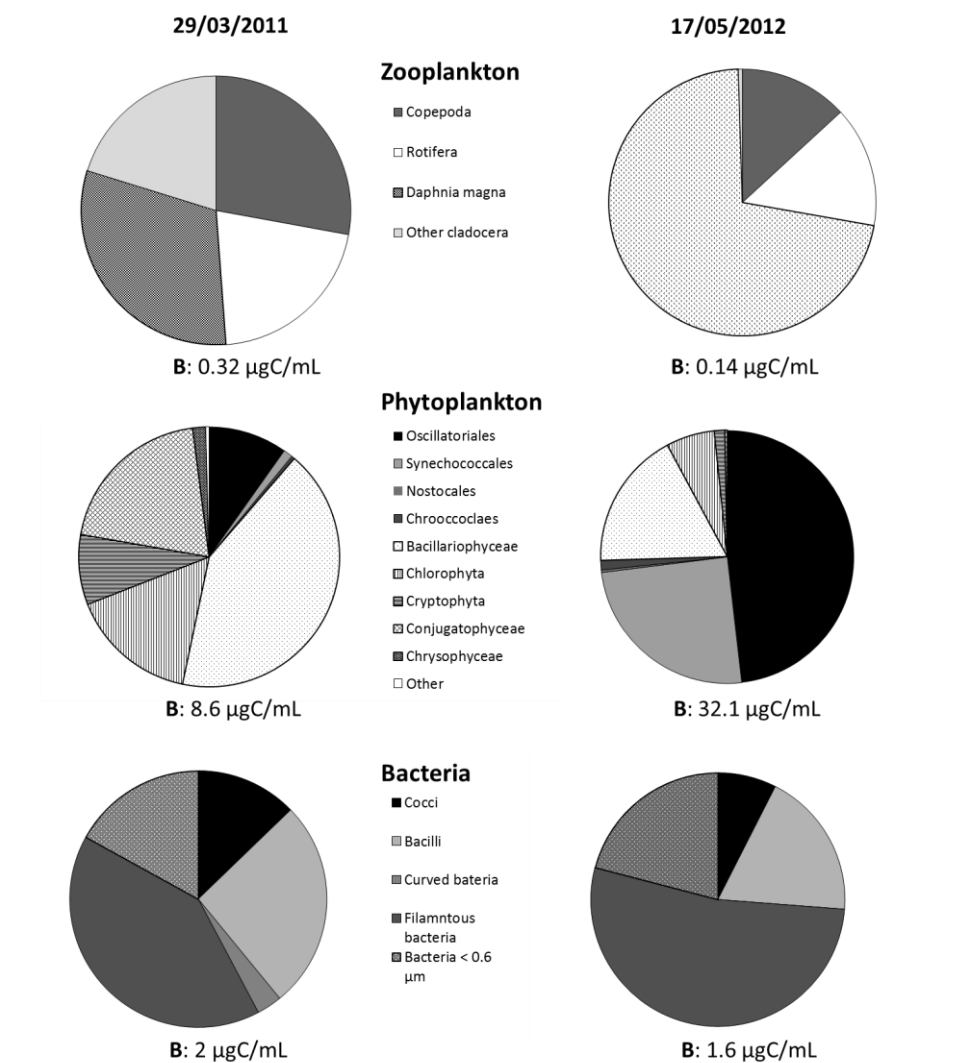 29/03/2011
17/05/2012
Zooplankton
Copepoda
Rotifera
Daphnia magna
Other cladocera
B: 0.32 µgC/mL
B: 0.14 µgC/mL
Phytoplankton
Oscillatoriales
Synechococcales
Nostocales
Chrooccoclaes
Bacillariophyceae
Chlorophyta
Cryptophyta
Conjugatophyceae
Chrysophyceae
Other
B: 8.6 µgC/mL
B: 32.1 µgC/mL
Bacteria
Cocci
Bacilli
Curved bateria
Filamntous
bacteria
Bacteria < 0.6
µm
B: 2 µgC/mL
B: 1.6 µgC/mL